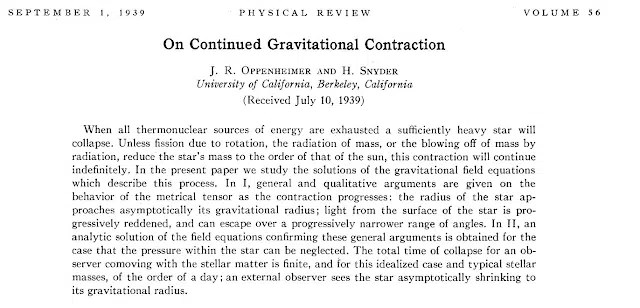 SEPTEMBER 1, 1939 PHYSICAL REVIEW VOLUME 56
On Continued Gravitational Contraction
J. R. OPPENHEIMER AND H. SNYDER
University of California, Berkeley, California
(Received July 10, 1939)
When all thermonuclear sources of energy are exhausted a sufficiently heavy star will
collapse. Unless fission due to rotation, the radiation of mass, or the blowing off of mass by
radiation, reduce the star's mass to the order of that of the sun, this contraction will continue
indefinitely. In the present paper we study the solutions of the gravitational field equations
which describe this process. In I, general and qualitative arguments are given on the
behavior of the metrical tensor as the contraction progresses: the radius of the star ap-
proaches asymptotically its gravitational radius; light from the surface of the star is pro-
gressively reddened, and can escape over a progressively narrower range of angles. In II, an
analytic solution of the field equations confirming these general arguments is obtained for the
case that the pressure within the star can be neglected. The total time of collapse for an ob-
server comoving with the stellar matter is finite, and for this idealized case and typical stellar
masses, of the order of a day; an external observer sees the star asymptotically shrinking to
its gravitational radius.